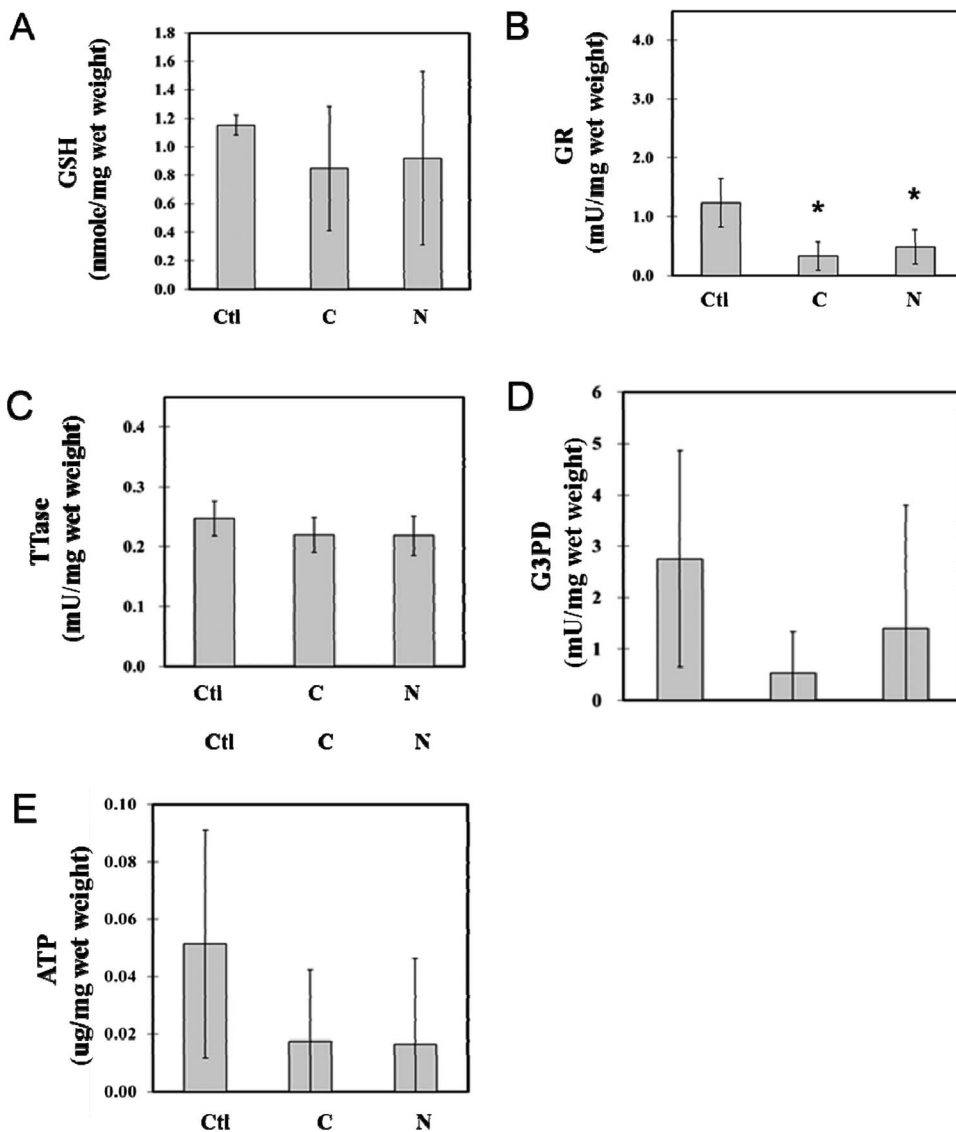 A
GSH
(nmole/mg wet weight)
1.8
1.6
1.4
1.2
1.0
0.8
0.6
0.4
0.2
0.0
Ctl C N
B
GR
(mU/mg wet weight)
4.0
3.0
2.0
1.0
0.0
* *
Ctl C N
C
TTase
(mU/mg wet weight)
0.4
0.3
0.2
0.1
0.0
Ctl C N
Ctl C N
D
G3PD
(mU/mg wet weight)
6
5
4
3
2
1
0
E
ATP
(ug/mg wet weight)
0.10
0.08
0.06
0.04
0.02
0.00
Ctl C N